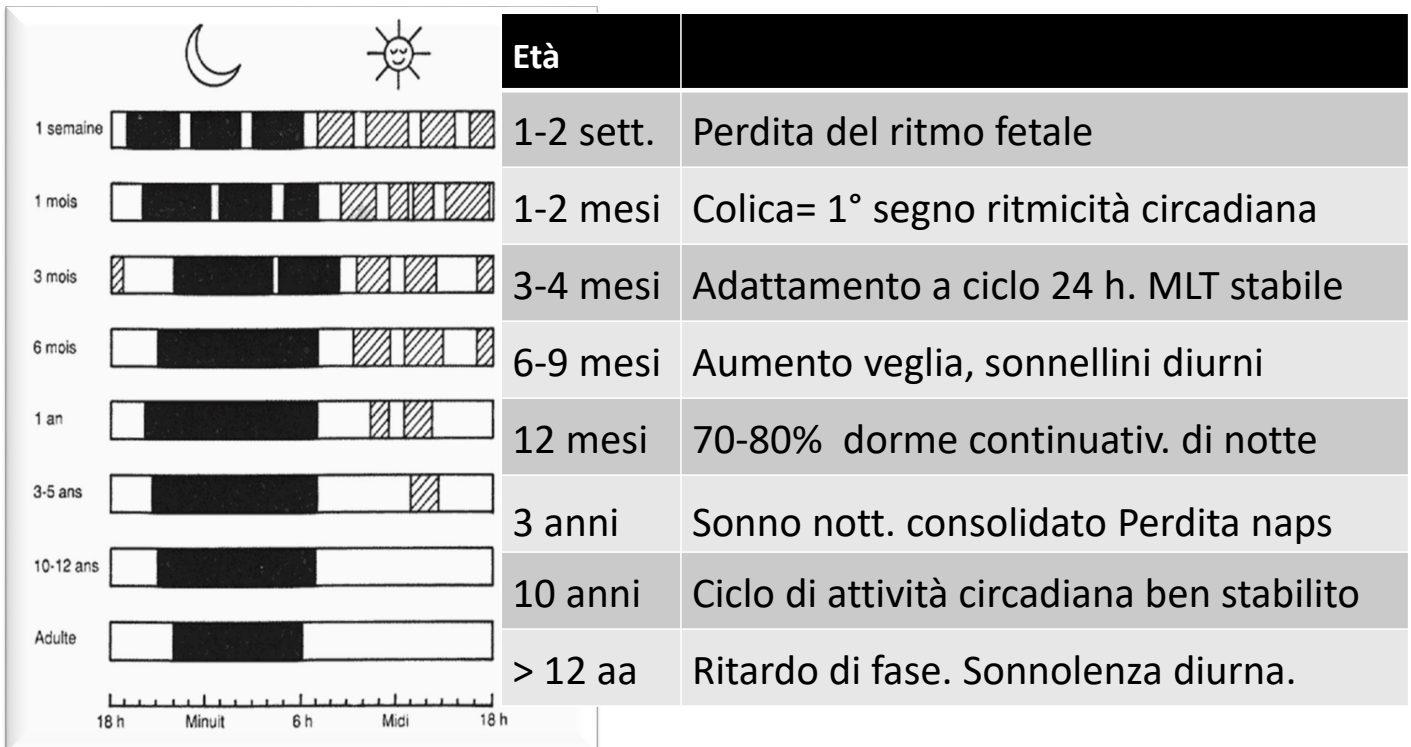 1 semaine
1 mois
3 mois
6 mois
1 an
3-5 ans
10-12 ans
Adulte
18 h Minuit 6 h Midi 18 h
Età
1-2 sett. Perdita del ritmo fetale
1-2 mesi Colica= 1° segno ritmicità circadiana
3-4 mesi Adattamento a ciclo 24 h. MLT stabile
6-9 mesi Aumento veglia, sonnellini diurni
12 mesi 70-80% dorme continuativ. di notte
3 anni Sonno nott. consolidato Perdita naps
10 anni Ciclo di attività circadiana ben stabilito
> 12 aa Ritardo di fase. Sonnolenza diurna.